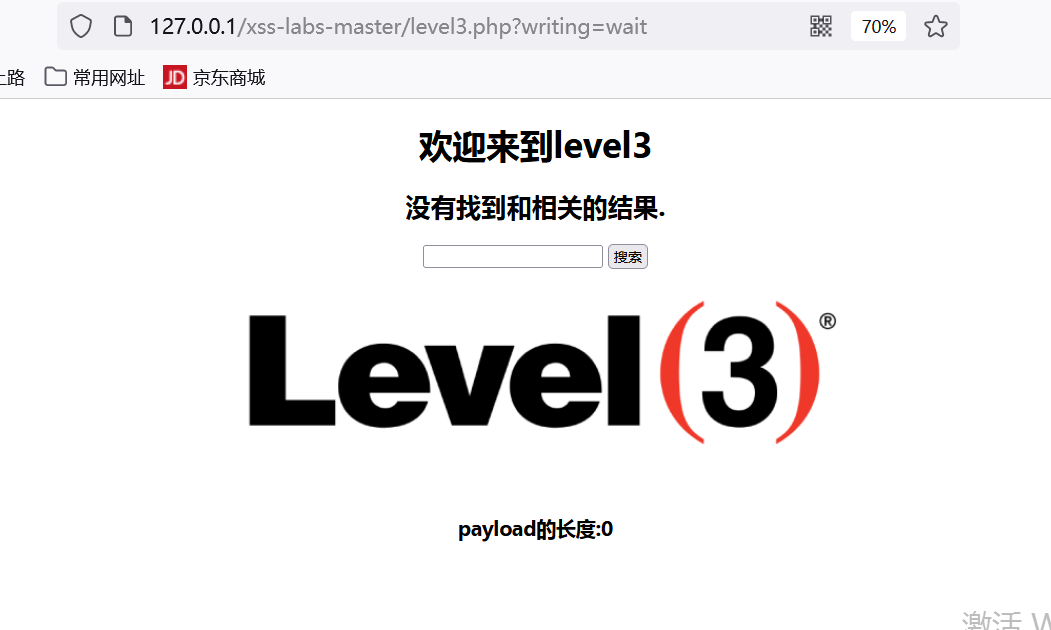 127.0.0.1/xss-labs-master/level3.php?writing=wait 70%
上路 常用网址 JD 京东商城
欢迎来到level3
没有找到和相关的结果.
搜索
Level(3)®
payload的长度:0
激活 W